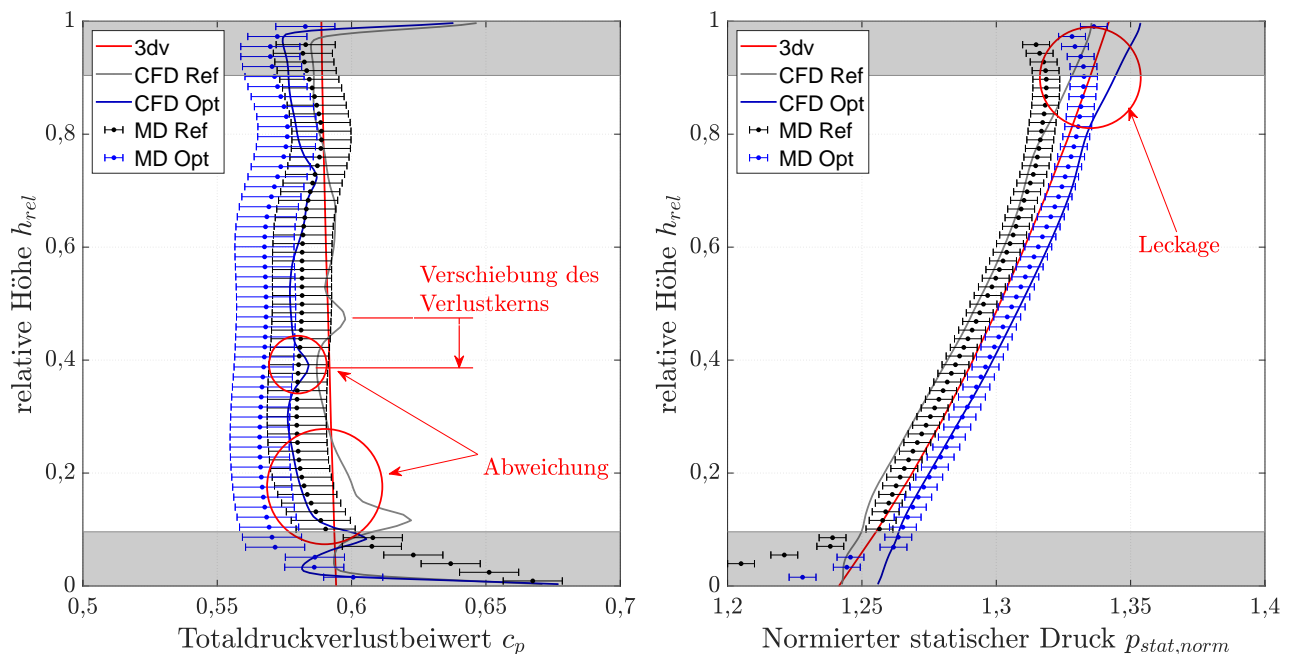 1
0,8
0,6
0,4
0,2
0
relative Höhe h_rel
3dv
CFD Ref
CFD Opt
MD Ref
MD Opt
Verschiebung des
Verlustkerns
Abweichung
0,5
0,55
0,6
0,65
0,7
Totaldruckverlustbeiwert c_p
1
0,8
0,6
0,4
0,2
0
relative Höhe h_rel
3dv
CFD Ref
CFD Opt
MD Ref
MD Opt
Leckage
1,2
1,25
1,3
1,35
1,4
Normierter statischer Druck p_stat,norm